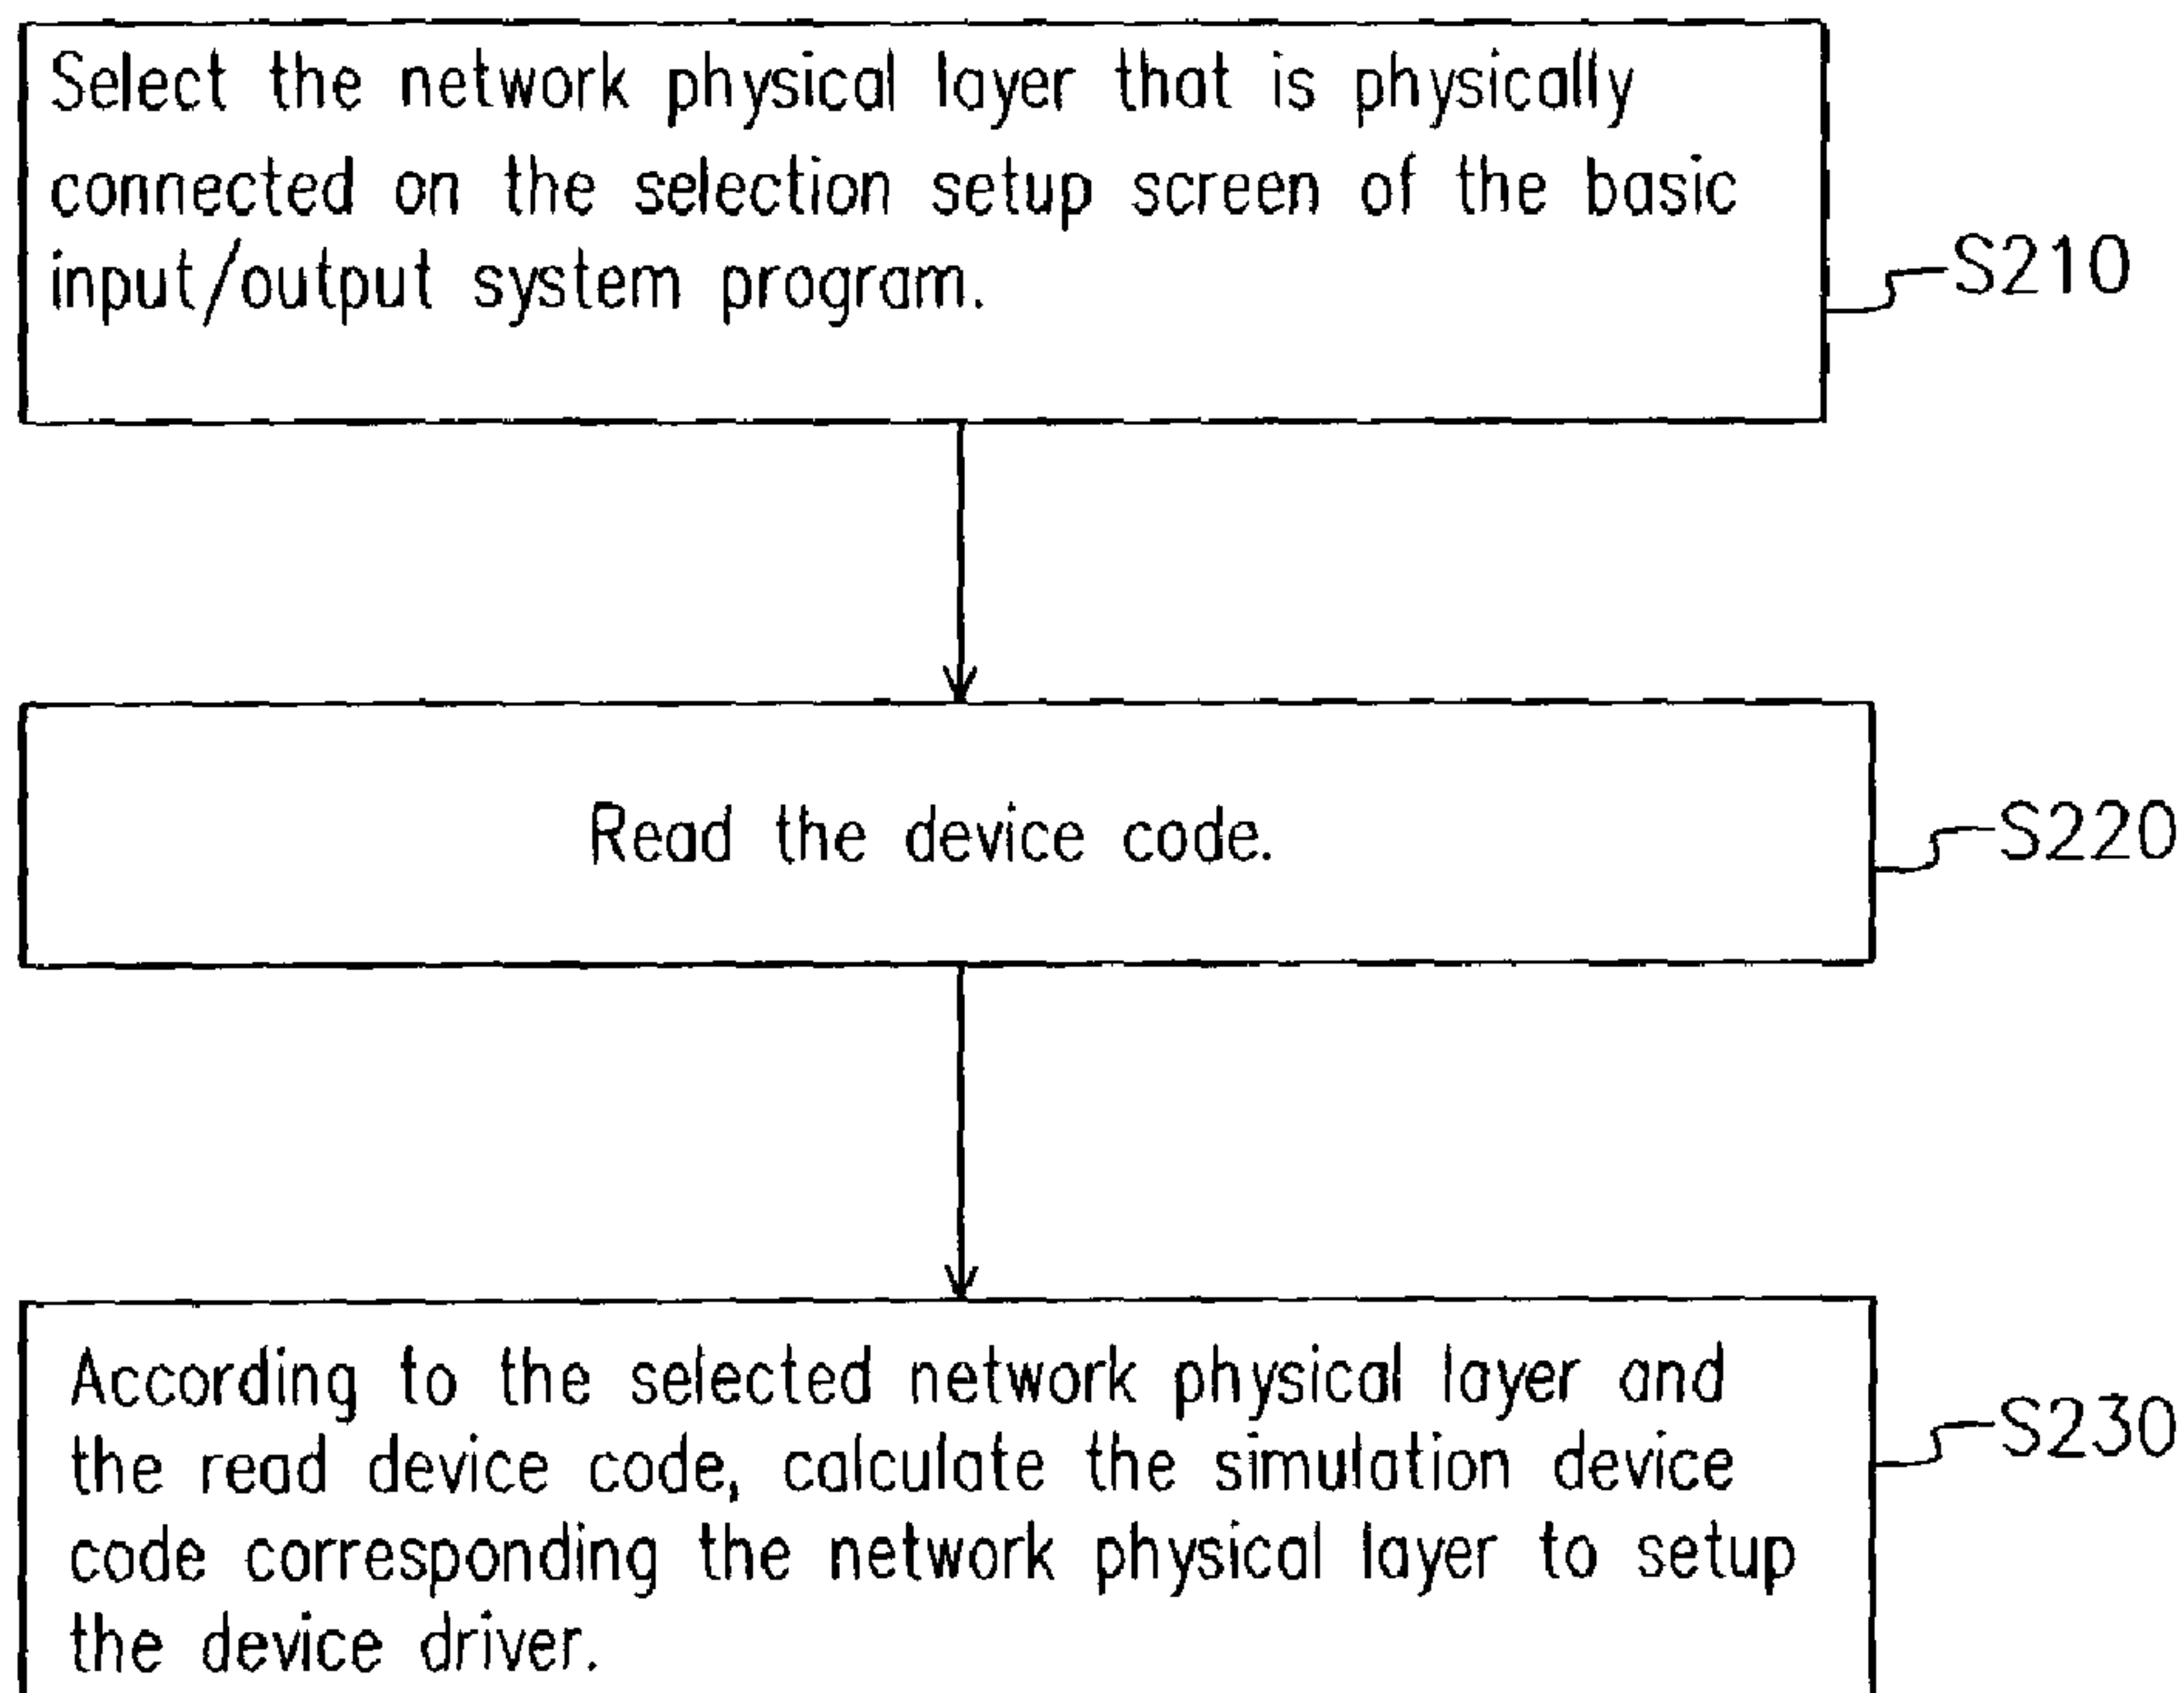 Select the network physical layer that is physically
connected on the selection setup screen of the basic
input/output system program.
S210
Read the device code.
S220
According to the selected network physical layer and
the read device code, calculate the simulation device
code corresponding the network physical layer to setup
the device driver.
S230